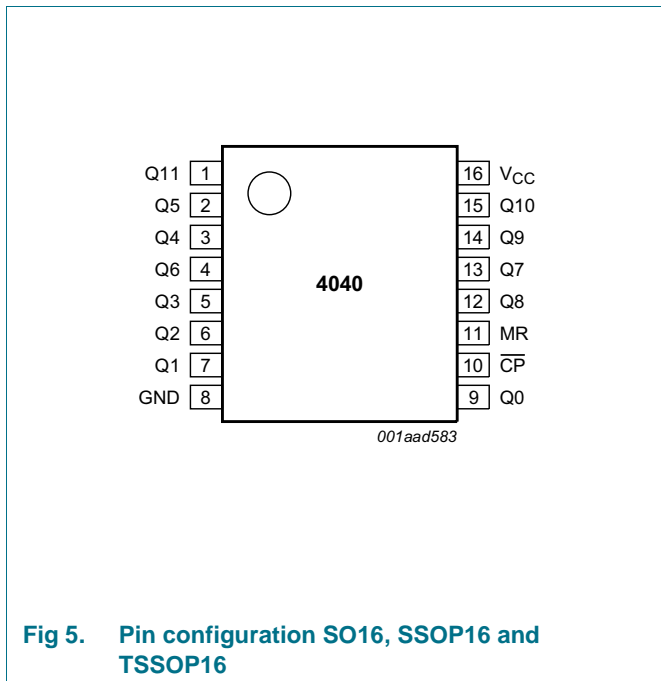 Q11 1 16 VCC
Q5 2 15 Q10
Q4 3 14 Q9
Q6 4 13 Q7
4040
Q3 5 12 Q8
Q2 6 11 MR
Q1 7 10 C̅P̅
GND 8 9 Q0
001aad583
Fig 5. Pin configuration SO16, SSOP16 and
TSSOP16